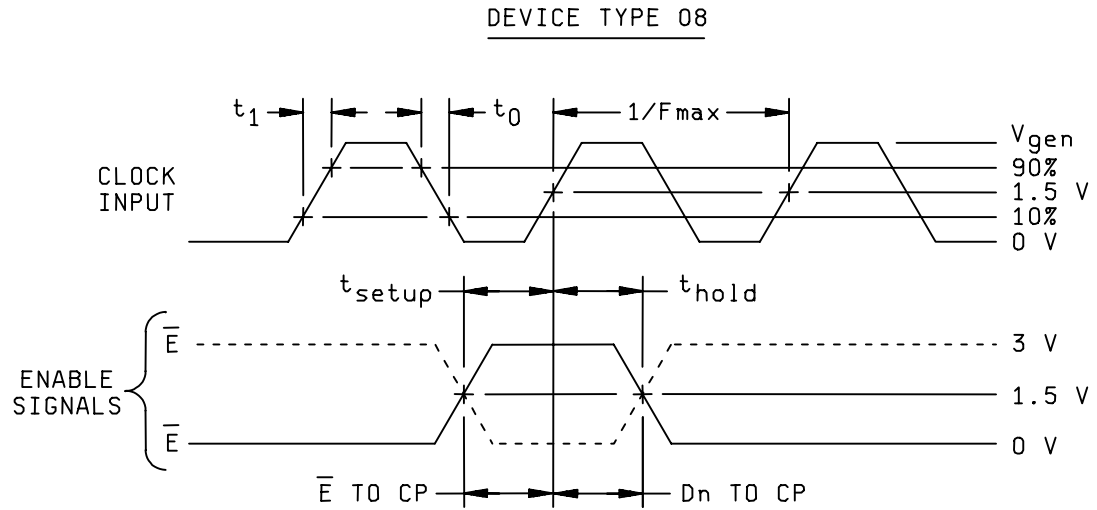 DEVICE TYPE 08
t1
t0
1/Fmax
Vgen
90%
1.5 V
10%
0 V
CLOCK
INPUT
tsetup
thold
E̅
3 V
ENABLE
SIGNALS
1.5 V
E̅
0 V
E̅ TO CP
Dn TO CP